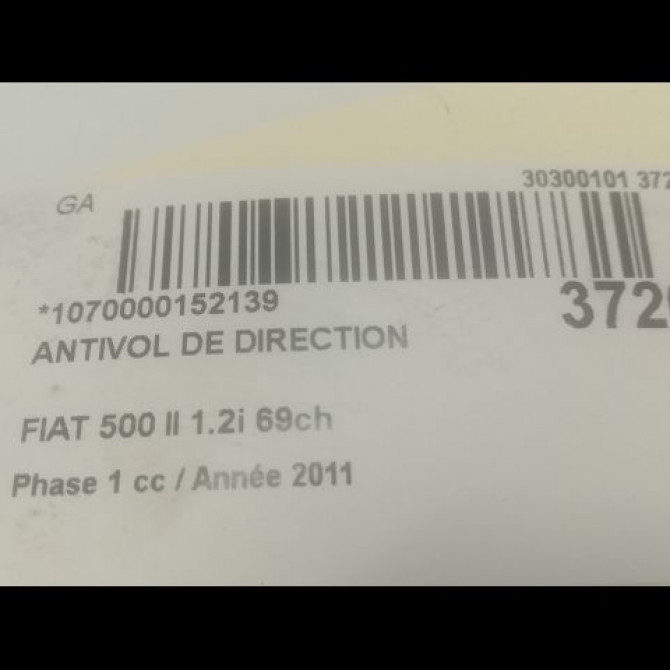 GA
30300101 372
*1070000152139
372
ANTIVOL DE DIRECTION
FIAT 500 II 1.2i 69ch
Phase 1 cc / Année 2011